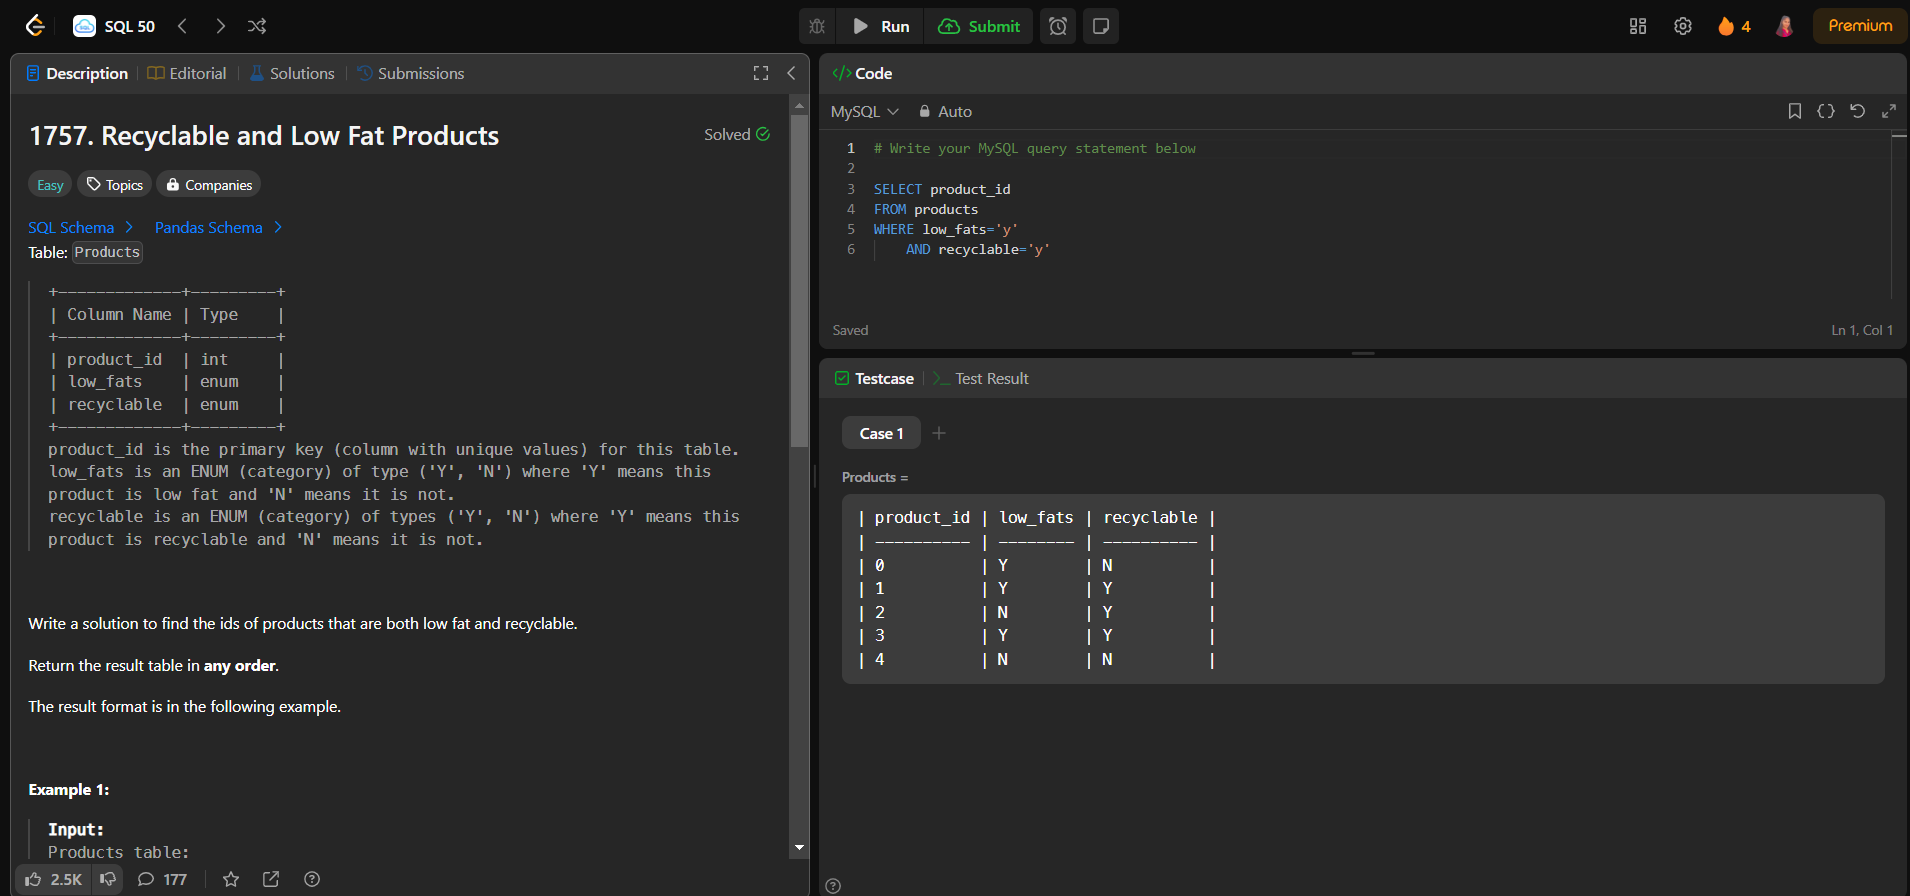 SQL 50
Run
Submit
4
Premium
Description
Editorial
Solutions
Submissions
1757. Recyclable and Low Fat Products
Solved
Easy
Topics
Companies
SQL Schema
Pandas Schema
Table: Products
+-------------+---------+
| Column Name | Type    |
+-------------+---------+
| product_id  | int     |
| low_fats    | enum    |
| recyclable  | enum    |
+-------------+---------+
product_id is the primary key (column with unique values) for this table.
low_fats is an ENUM (category) of type ('Y', 'N') where 'Y' means this
product is low fat and 'N' means it is not.
recyclable is an ENUM (category) of types ('Y', 'N') where 'Y' means this
product is recyclable and 'N' means it is not.
Write a solution to find the ids of products that are both low fat and recyclable.
Return the result table in any order.
The result format is in the following example.
Example 1:
Input:
Products table:
2.5K
177
</> Code
MySQL
Auto
1 # Write your MySQL query statement below
2
3 SELECT product_id
4 FROM products
5 WHERE low_fats='y'
6     AND recyclable='y'
Saved
Ln 1, Col 1
Testcase
>_ Test Result
Case 1 +
Products =
| product_id | low_fats | recyclable |
| ---------- | -------- | ---------- |
| 0          | Y        | N          |
| 1          | Y        | Y          |
| 2          | N        | Y          |
| 3          | Y        | Y          |
| 4          | N        | N          |